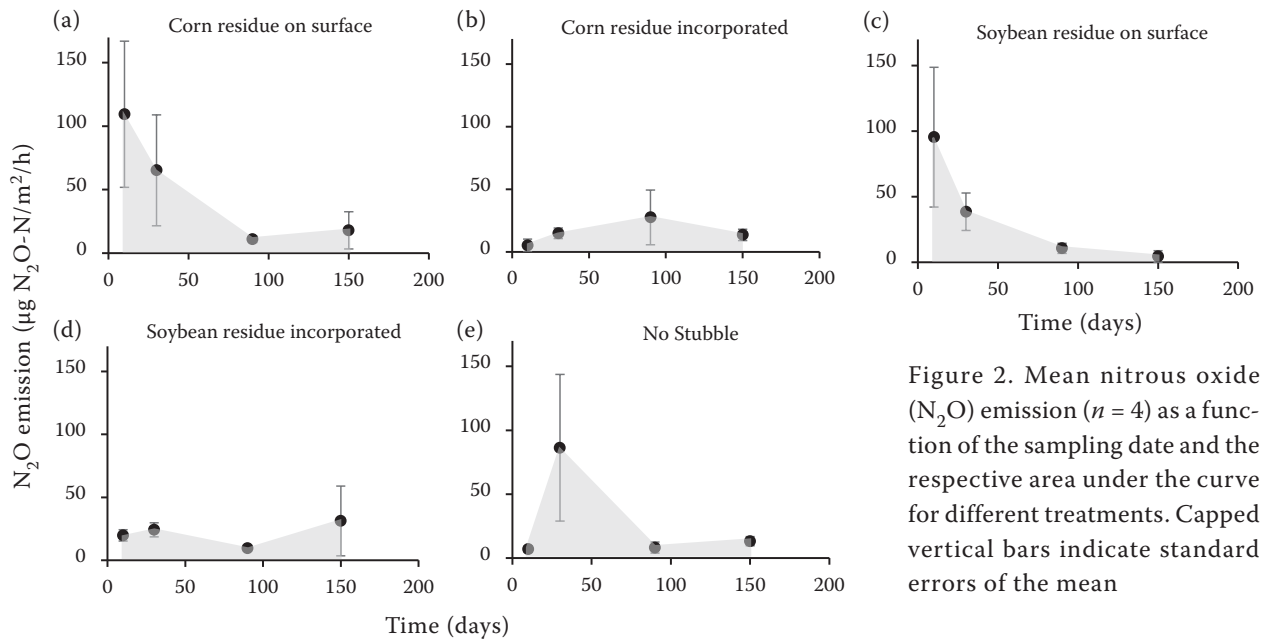 (a)
Corn residue on surface
150
100
50
0
0 50 100 150 200
(b)
Corn residue incorporated
150
100
50
0
0 50 100 150 200
(c)
Soybean residue on surface
150
100
50
0
0 50 100 150 200
Time (days)
(d)
Soybean residue incorporated
150
100
50
0
0 50 100 150 200
(e)
No Stubble
150
100
50
0
0 50 100 150 200
N₂O emission (µg N₂O-N/m²/h)
Time (days)
Figure 2. Mean nitrous oxide
(N₂O) emission (n = 4) as a func-
tion of the sampling date and the
respective area under the curve
for different treatments. Capped
vertical bars indicate standard
errors of the mean